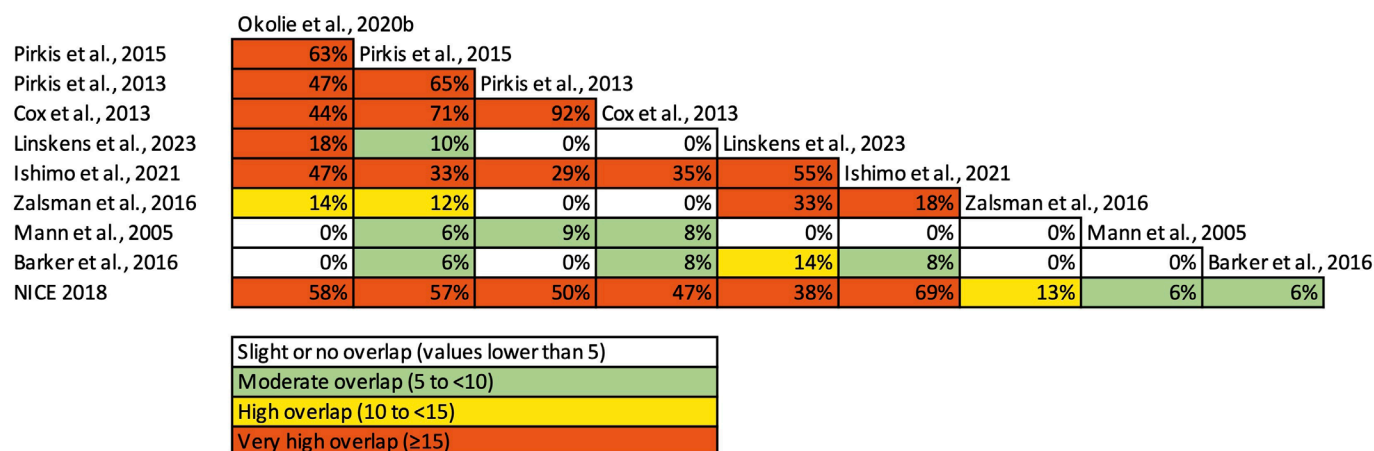 Okolie et al., 2020b
Pirkis et al., 2015 63% Pirkis et al., 2015
Pirkis et al., 2013 47% 65% Pirkis et al., 2013
Cox et al., 2013 44% 71% 92% Cox et al., 2013
Linskens et al., 2023 18% 10% 0% 0% Linskens et al., 2023
Ishimo et al., 2021 47% 33% 29% 35% 55% Ishimo et al., 2021
Zalsman et al., 2016 14% 12% 0% 0% 33% 18% Zalsman et al., 2016
Mann et al., 2005 0% 6% 9% 8% 0% 0% 0% Mann et al., 2005
Barker et al., 2016 0% 6% 0% 8% 14% 8% 0% 0% Barker et al., 2016
NICE 2018 58% 57% 50% 47% 38% 69% 13% 6% 6%
Slight or no overlap (values lower than 5)
Moderate overlap (5 to <10)
High overlap (10 to <15)
Very high overlap (≥15)